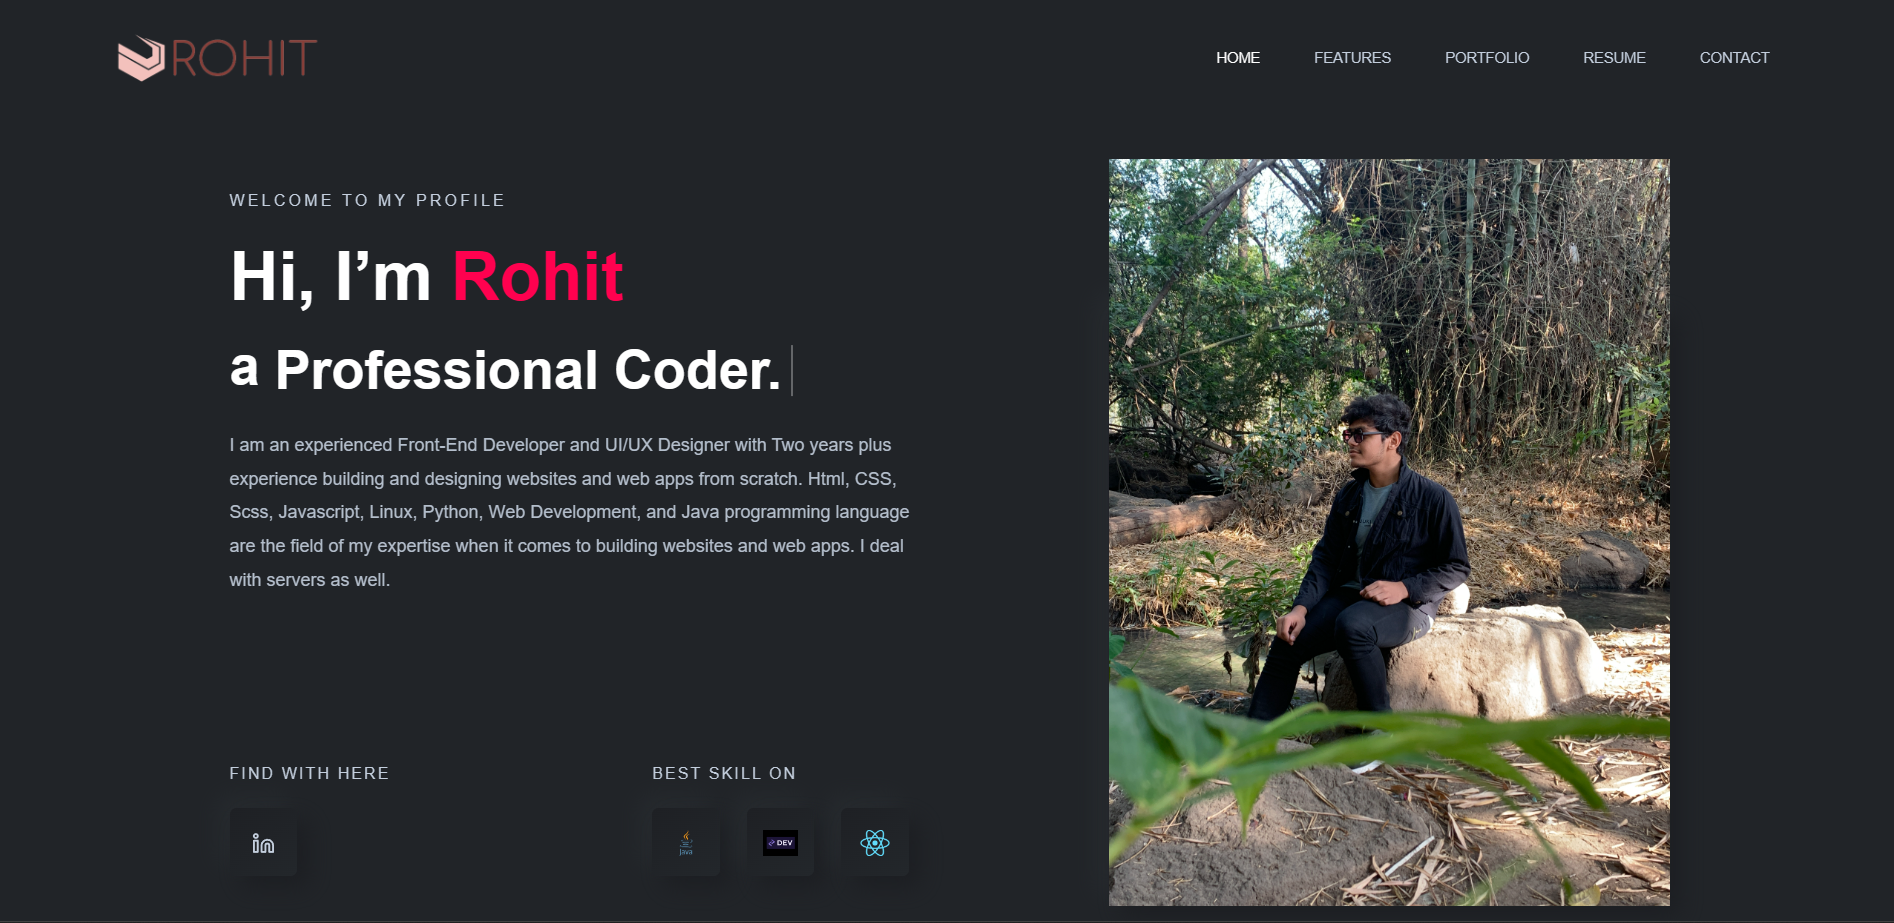 ROHIT
HOME FEATURES PORTFOLIO RESUME CONTACT
WELCOME TO MY PROFILE
Hi, I’m Rohit
a Professional Coder.
I am an experienced Front-End Developer and UI/UX Designer with Two years plus
experience building and designing websites and web apps from scratch. Html, CSS,
Scss, Javascript, Linux, Python, Web Development, and Java programming language
are the field of my expertise when it comes to building websites and web apps. I deal
with servers as well.
FIND WITH HERE
BEST SKILL ON
in
Java
DEV